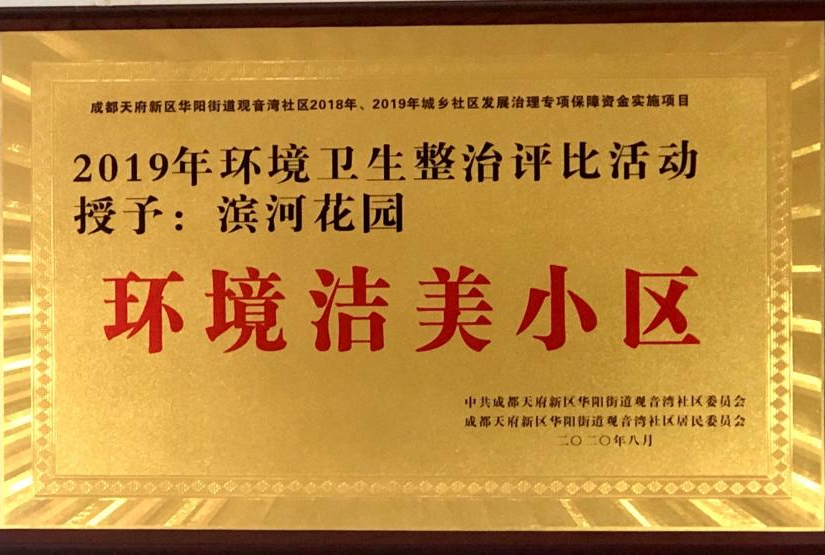 成都天府新区华阳街道观音湾社区2018年、2019年城乡社区发展治理专项保障资金实施项目
2019年环境卫生整治评比活动
授予：滨河花园
环境洁美小区
中共成都天府新区华阳街道观音湾社区委员会
成都天府新区华阳街道观音湾社区居民委员会
二〇二〇年八月